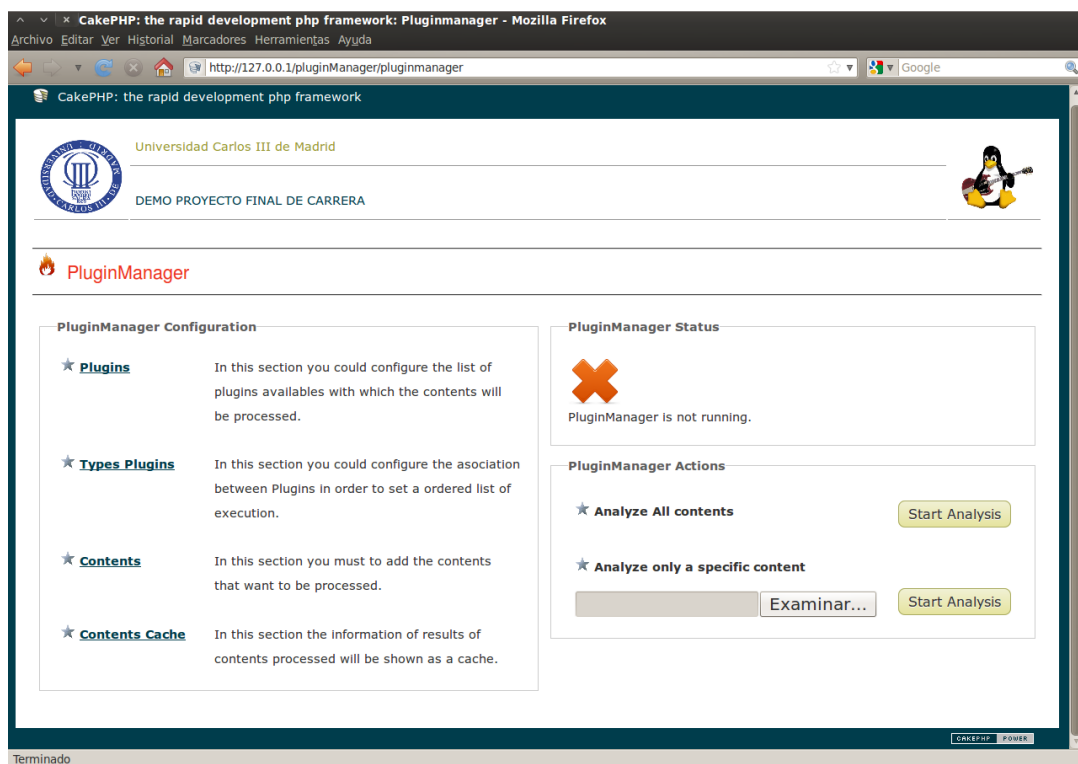 CakePHP: the rapid development php framework: Pluginmanager - Mozilla Firefox
Archivo Editar Ver Historial Marcadores Herramientas Ayuda
http://127.0.0.1/pluginManager/pluginmanager
Google
CakePHP: the rapid development php framework
Universidad Carlos III de Madrid
DEMO PROYECTO FINAL DE CARRERA
PluginManager
PluginManager Configuration
Plugins
In this section you could configure the list of
plugins availables with which the contents will
be processed.
Types Plugins
In this section you could configure the asociation
between Plugins in order to set a ordered list of
execution.
Contents
In this section you must to add the contents
that want to be processed.
Contents Cache
In this section the information of results of
contents processed will be shown as a cache.
PluginManager Status
PluginManager is not running.
PluginManager Actions
Analyze All contents
Start Analysis
Analyze only a specific content
Examinar...
Start Analysis
CAKEPHP POWER
Terminado